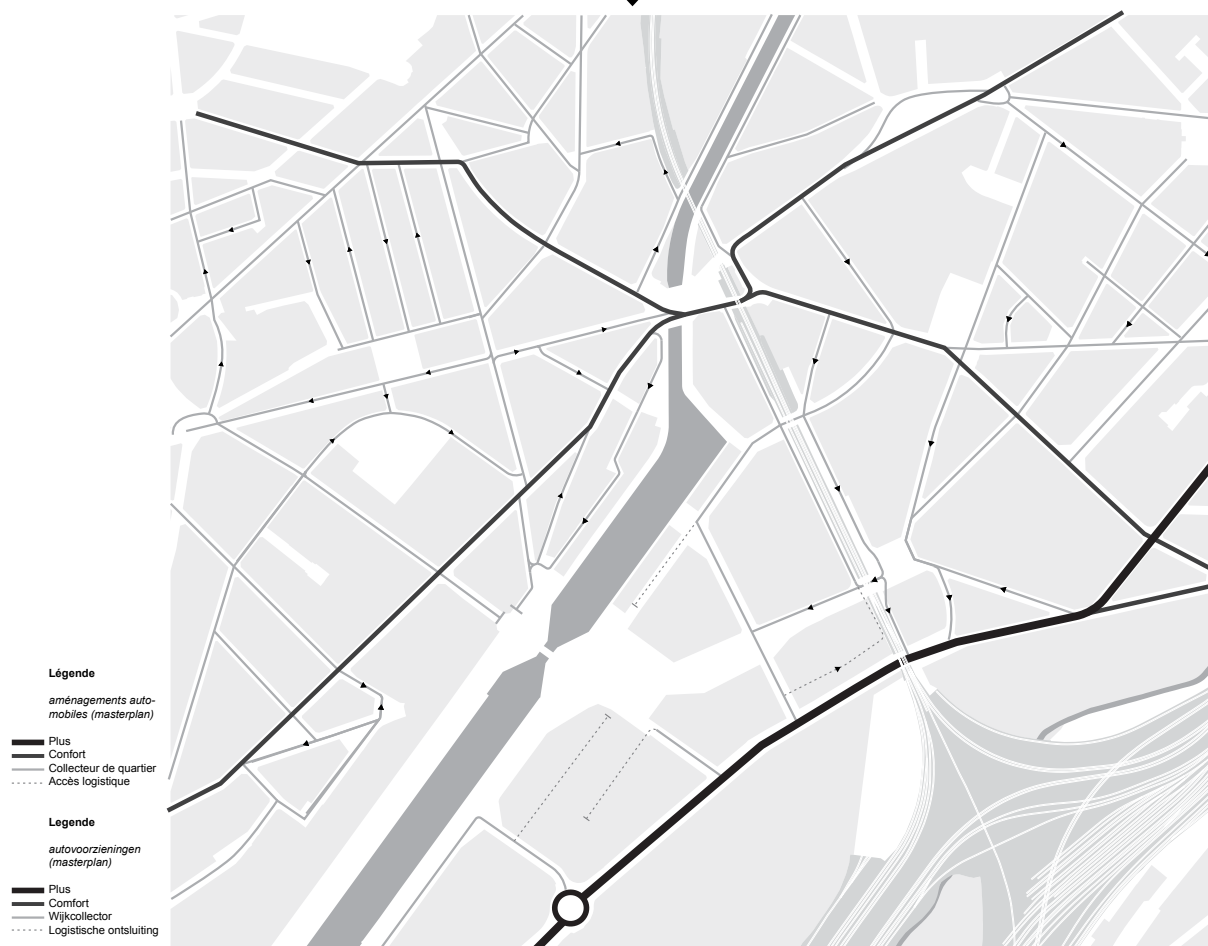 Légende
aménagements auto-
mobiles (masterplan)
Plus
Confort
Collecteur de quartier
Accès logistique
Legende
autovoorzieningen
(masterplan)
Plus
Comfort
Wijkcollector
Logistische ontsluiting